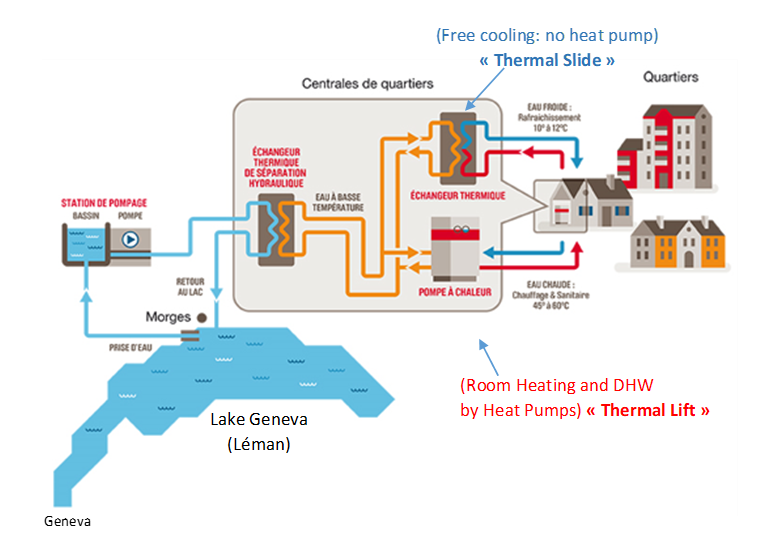 (Free cooling: no heat pump)
« Thermal Slide »
Centrales de quartiers
Quartiers
EAU FROIDE :
Rafraichissement
10° à 12°C
ÉCHANGEUR
THERMIQUE
DE SÉPARATION
HYDRAULIQUE
ÉCHANGEUR THERMIQUE
STATION DE POMPAGE
BASSIN
POMPE
EAU À BASSE
TEMPÉRATURE
RETOUR
AU LAC
POMPE À CHALEUR
EAU CHAUDE :
Chauffage & Sanitaire
45° à 60°C
Morges
PRISE D'EAU
(Room Heating and DHW
by Heat Pumps) « Thermal Lift »
Lake Geneva
(Léman)
Geneva